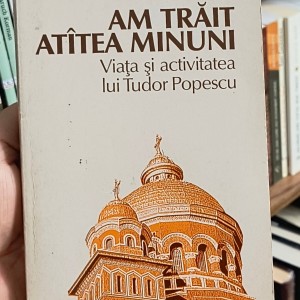 AM TRĂIT
ATÎTEA MINUNI
Viața și activitatea
lui Tudor Popescu